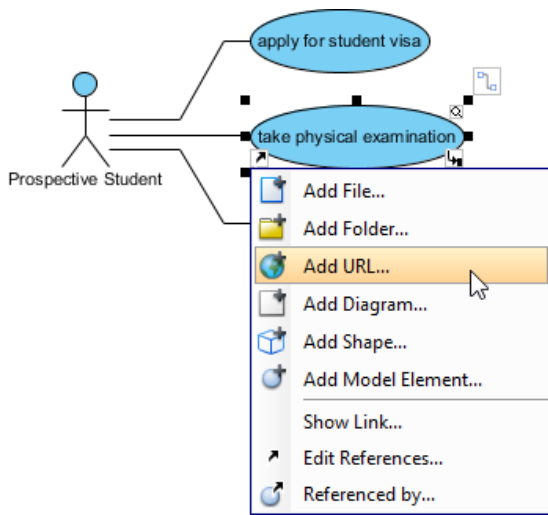 apply for student visa
take physical examination
Prospective Student
Add File...
Add Folder...
Add URL...
Add Diagram...
Add Shape...
Add Model Element...
Show Link...
Edit References...
Referenced by...